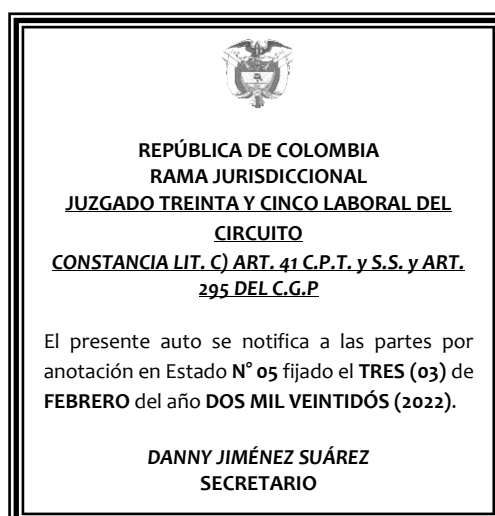 REPÚBLICA DE COLOMBIA
RAMA JURISDICCIONAL
JUZGADO TREINTA Y CINCO LABORAL DEL
CIRCUITO
CONSTANCIA LIT. C) ART. 41 C.P.T. y S.S. y ART.
295 DEL C.G.P
El presente auto se notifica a las partes por
anotación en Estado N° 05 fijado el TRES (03) de
FEBRERO del año DOS MIL VEINTIDÓS (2022).
DANNY JIMÉNEZ SUÁREZ
SECRETARIO